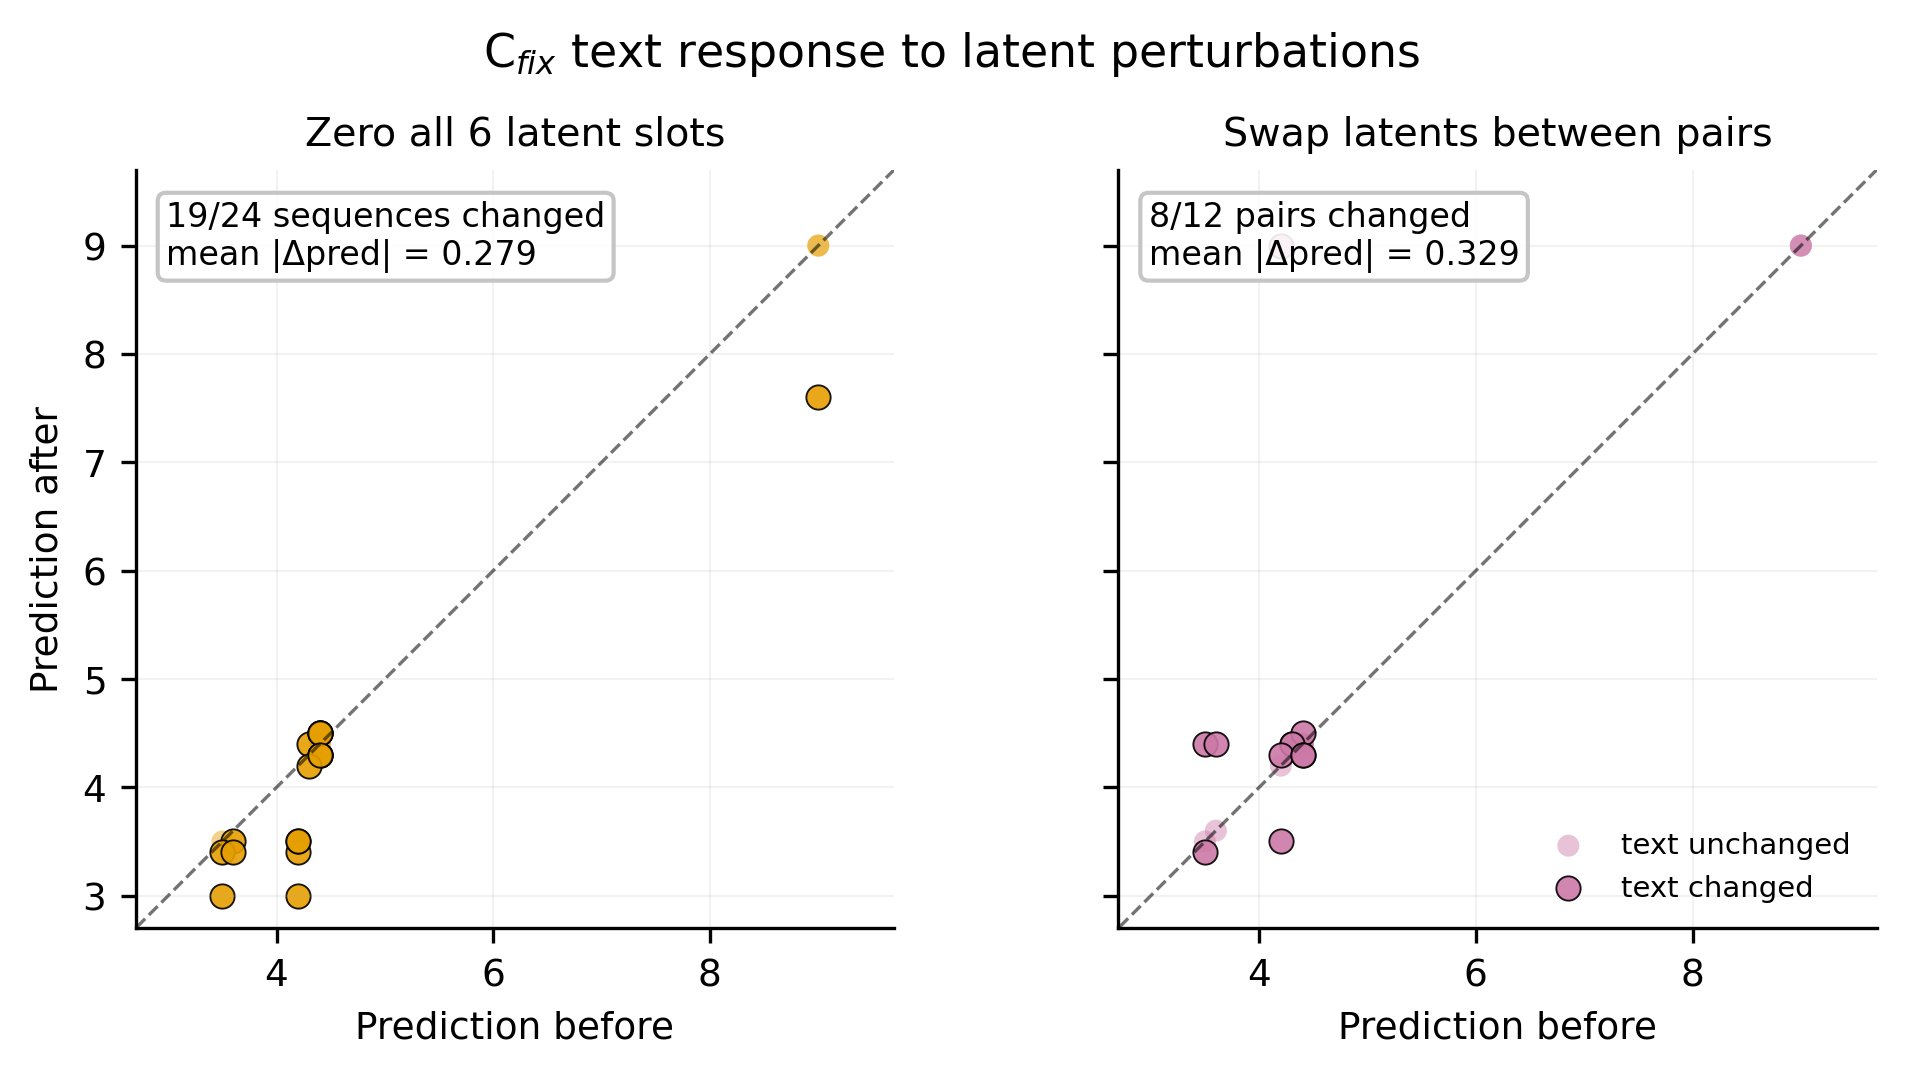 C_fix text response to latent perturbations
Zero all 6 latent slots
19/24 sequences changed
mean |Δpred| = 0.279
9
8
7
6
5
4
3
Prediction after
4 6 8
Prediction before
Swap latents between pairs
8/12 pairs changed
mean |Δpred| = 0.329
text unchanged
text changed
4 6 8
Prediction before